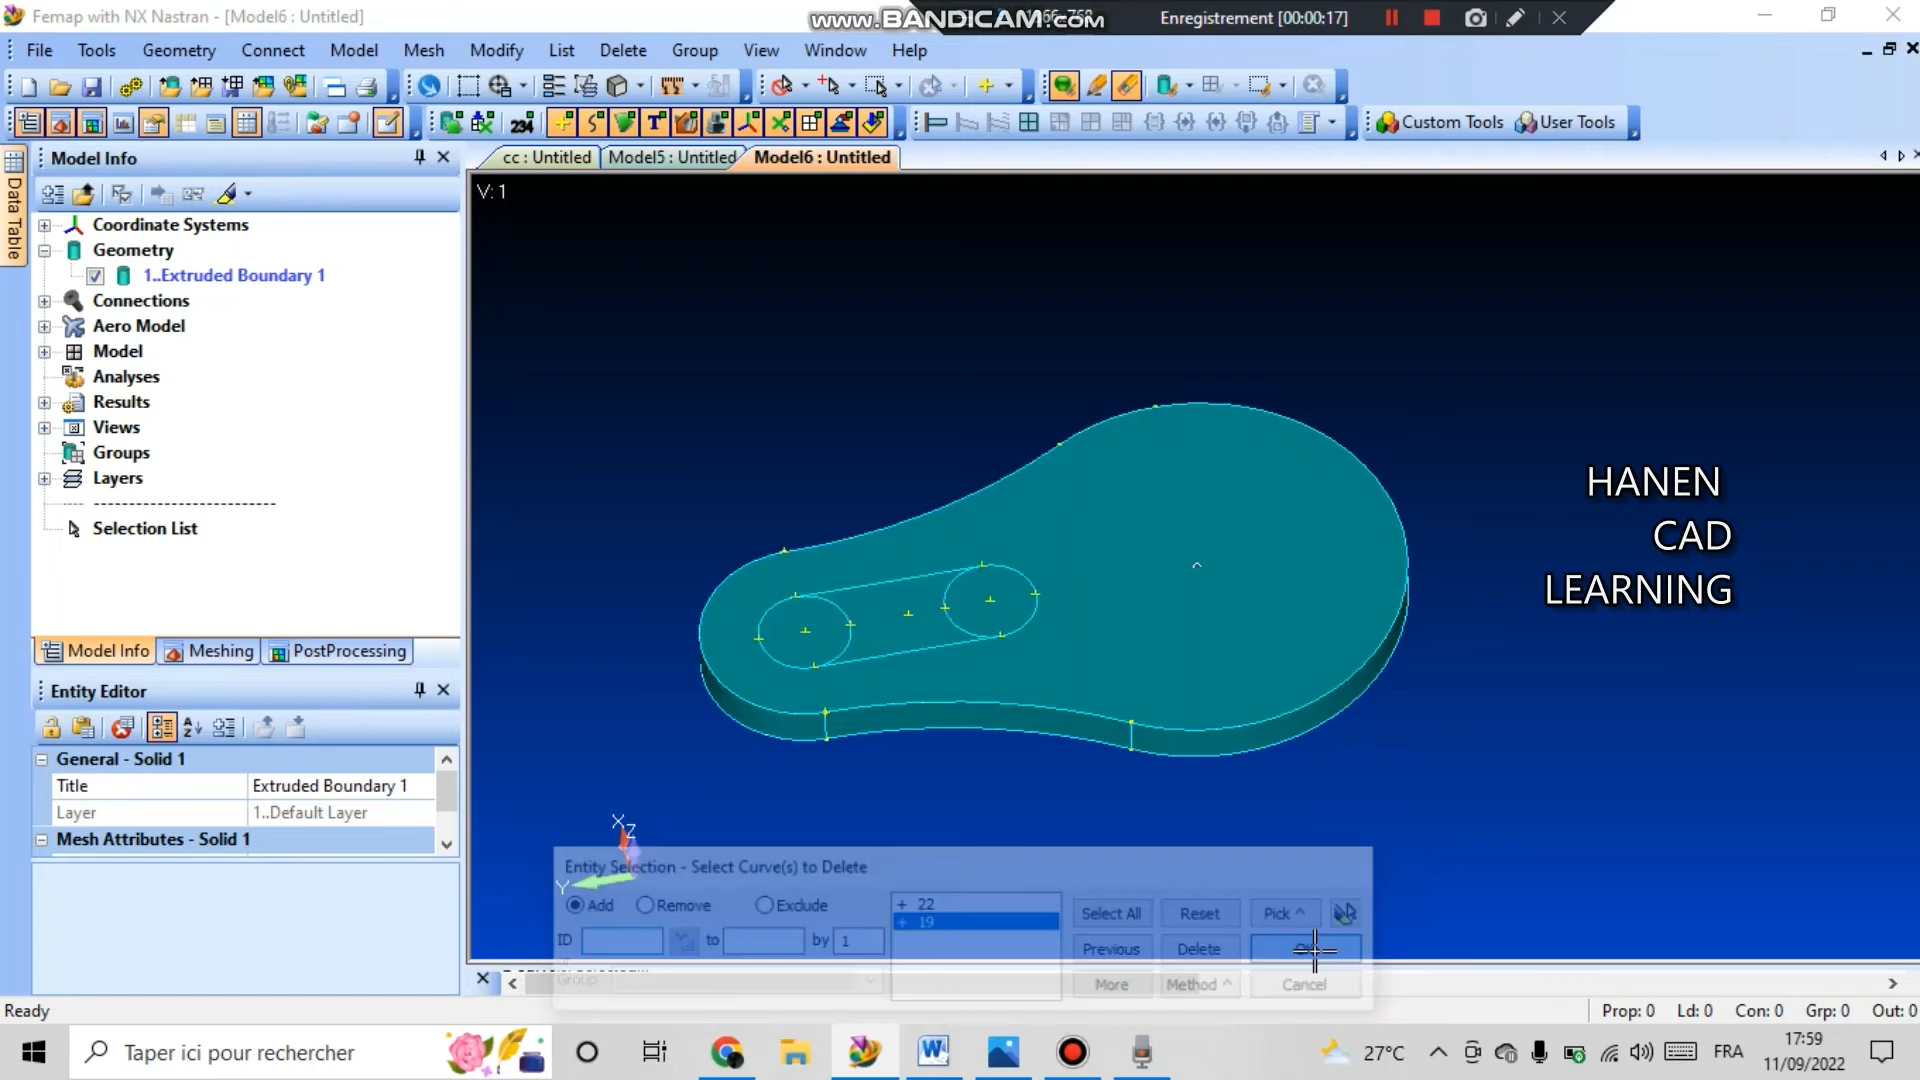 Femap with NX Nastran - [Model6 : Untitled]
www.BANDICAM.com
Enregistrement [00:00:17]
File Tools Geometry Connect Model Mesh Modify List Delete Group View Window Help
234
Custom Tools
User Tools
Model Info
cc : Untitled
Model5 : Untitled
Model6 : Untitled
Data Table
V: 1
Coordinate Systems
Geometry
1..Extruded Boundary 1
Connections
Aero Model
Model
Analyses
Results
Views
Groups
Layers
Selection List
HANEN
CAD
LEARNING
Model Info
Meshing
PostProcessing
Entity Editor
General - Solid 1
Title Extruded Boundary 1
Layer 1..Default Layer
Mesh Attributes - Solid 1
X
Z
Y
Entity Selection - Select Curve(s) to Delete
Add Remove Exclude
+ 22
+ 19
Select All Reset Pick ^
ID to by 1
Previous Delete
Group
More Method ^ Cancel
Ready
Prop: 0 Ld: 0 Con: 0 Grp: 0 Out: 0
Taper ici pour rechercher
27°C
FRA
17:59
11/09/2022